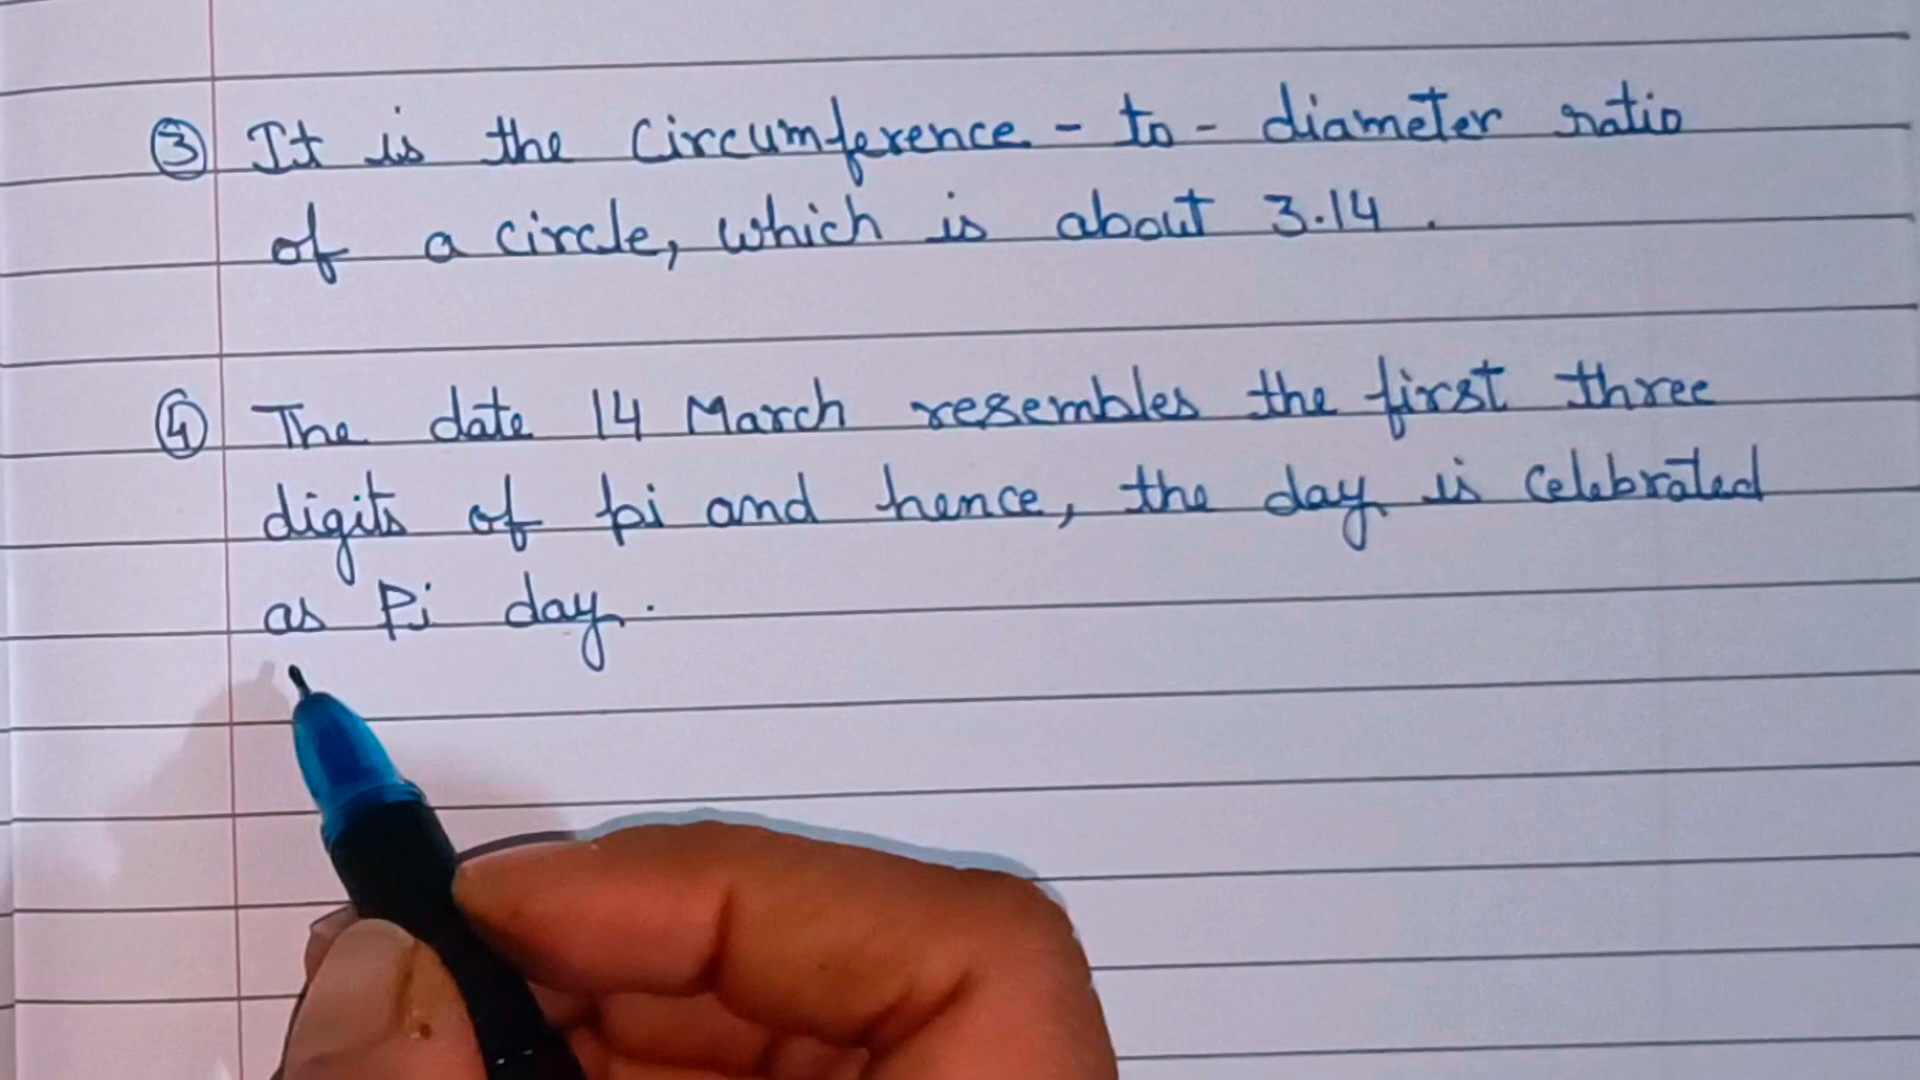 ③ It is the circumference - to - diameter ratio
of a circle, which is about 3.14 .
④ The date 14 March resembles the first three
digits of pi and hence, the day is celebrated
as Pi day.